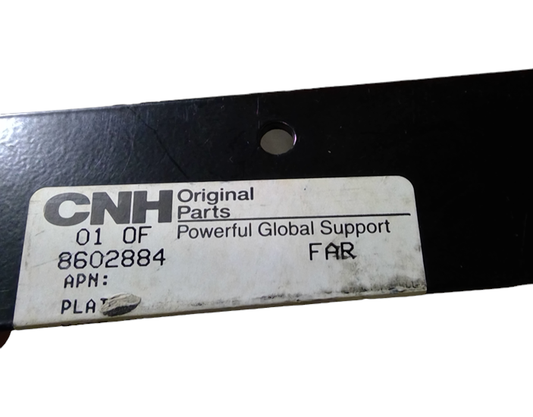 CNH Original
Parts
Powerful Global Support
01 OF
8602884 FAR
APN: